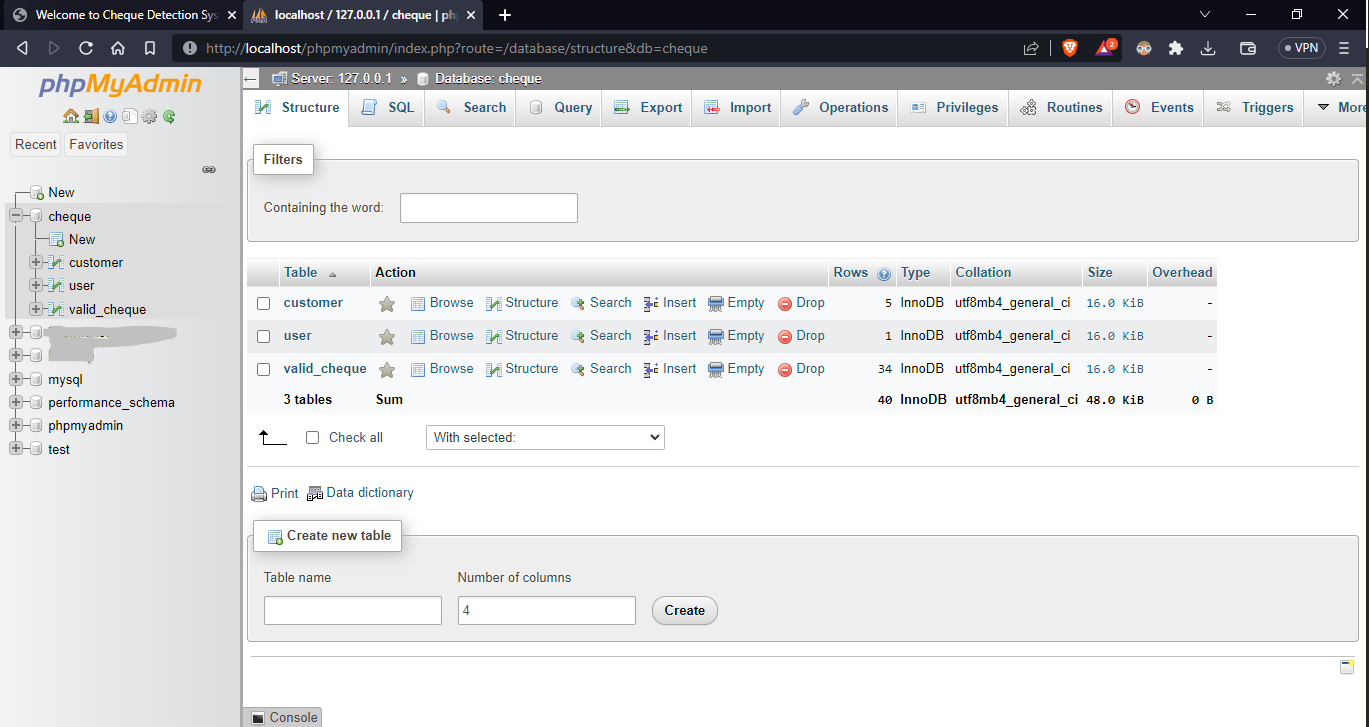 Welcome to Cheque Detection Sys
localhost / 127.0.0.1 / cheque | ph
http://localhost/phpmyadmin/index.php?route=/database/structure&db=cheque
2
VPN
phpMyAdmin
Recent
Favorites
New
cheque
New
customer
user
valid_cheque
mysql
performance_schema
phpmyadmin
test
Server: 127.0.0.1 » Database: cheque
Structure SQL Search Query Export Import Operations Privileges Routines Events Triggers More
Filters
Containing the word:
Table Action Rows Type Collation Size Overhead
customer Browse Structure Search Insert Empty Drop 5 InnoDB utf8mb4_general_ci 16.0 KiB -
user Browse Structure Search Insert Empty Drop 1 InnoDB utf8mb4_general_ci 16.0 KiB -
valid_cheque Browse Structure Search Insert Empty Drop 34 InnoDB utf8mb4_general_ci 16.0 KiB -
3 tables Sum 40 InnoDB utf8mb4_general_ci 48.0 KiB 0 B
Check all With selected:
Print Data dictionary
Create new table
Table name Number of columns
4 Create
Console